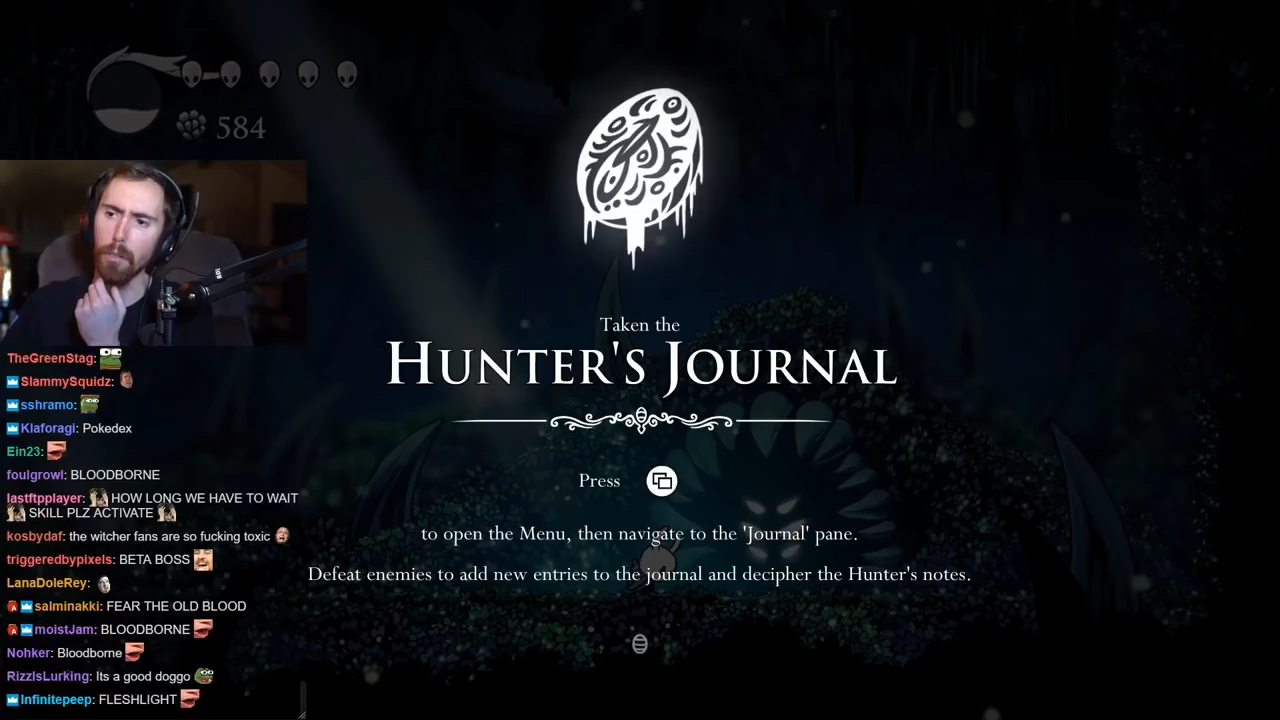 584
Taken the
HUNTER'S JOURNAL
Press
to open the Menu, then navigate to the 'Journal' pane.
Defeat enemies to add new entries to the journal and decipher the Hunter's notes.
TheGreenStag:
SlammySquidz:
sshramo:
Klaforagi: Pokedex
Ein23:
foulgrowl: BLOODBORNE
lastftpplayer: HOW LONG WE HAVE TO WAIT
SKILL PLZ ACTIVATE
kosbydaf: the witcher fans are so fucking toxic
triggeredbypixels: BETA BOSS
LanaDoleRey:
salminakki: FEAR THE OLD BLOOD
moistJam: BLOODBORNE
Nohker: Bloodborne
RizzlsLurking: Its a good doggo
Infinitepeep: FLESHLIGHT